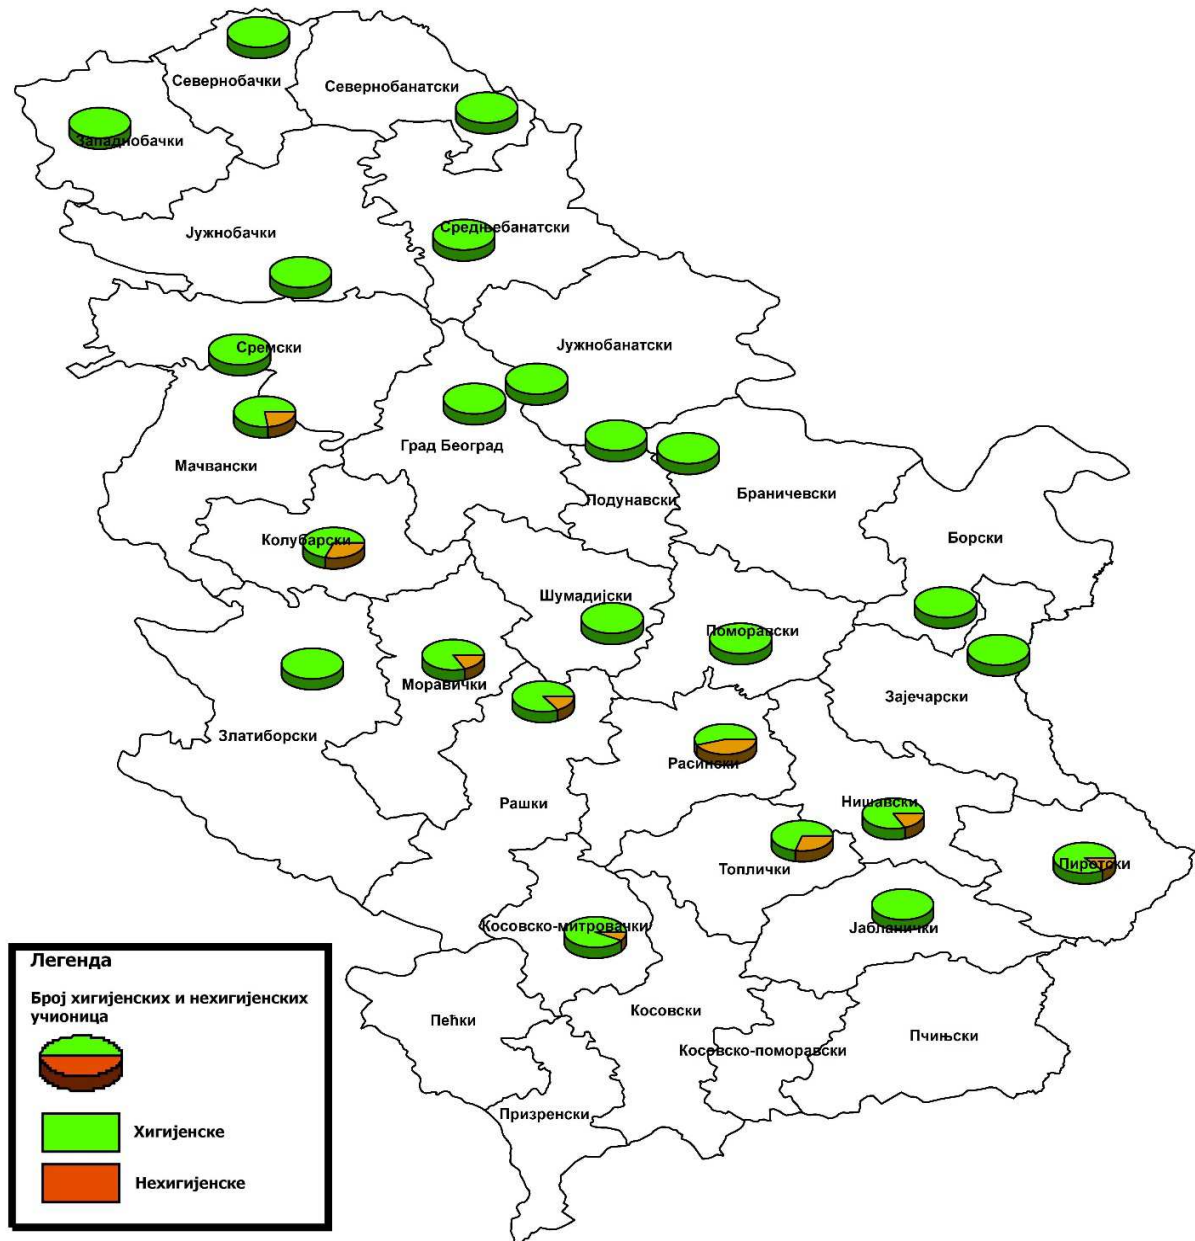 Севернобачки
Севернобанатски
Западнобачки
Јужнобачки
Средњебанатски
Сремски
Јужнобанатски
Град Београд
Мачвански
Подунавски
Браничевски
Колубарски
Борски
Шумадијски
Поморавски
Моравички
Зајечарски
Златиборски
Расински
Рашки
Нишавски
Топлички
Пиротски
Косовско-митровачки
Јабланички
Пећки
Косовски
Косовско-поморавски
Пчињски
Призренски
Легенда
Број хигијенских и нехигијенских
учионица
Хигијенске
Нехигијенске